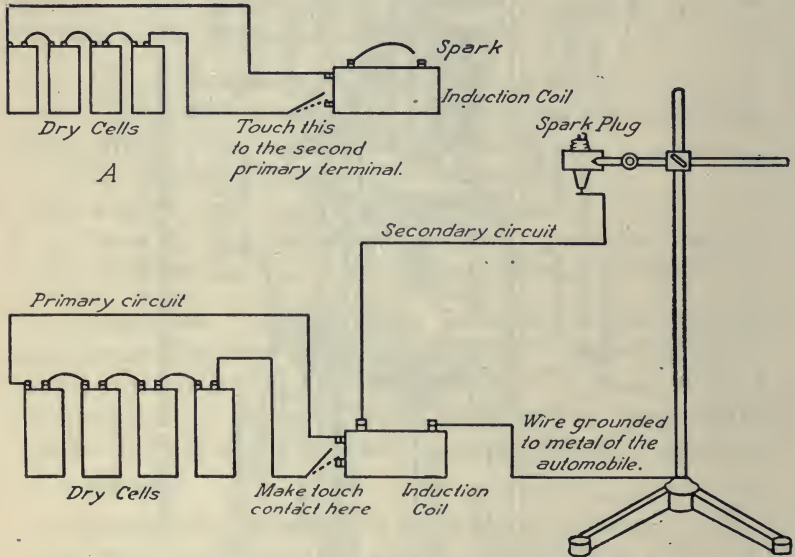 Spark
Induction Coil
Dry Cells
Touch this
to the second
primary terminal.
A
Spark Plug
Secondary circuit
Primary circuit
Wire grounded
to metal of the
automobile.
Dry Cells
Make touch
contact here
Induction
Coil